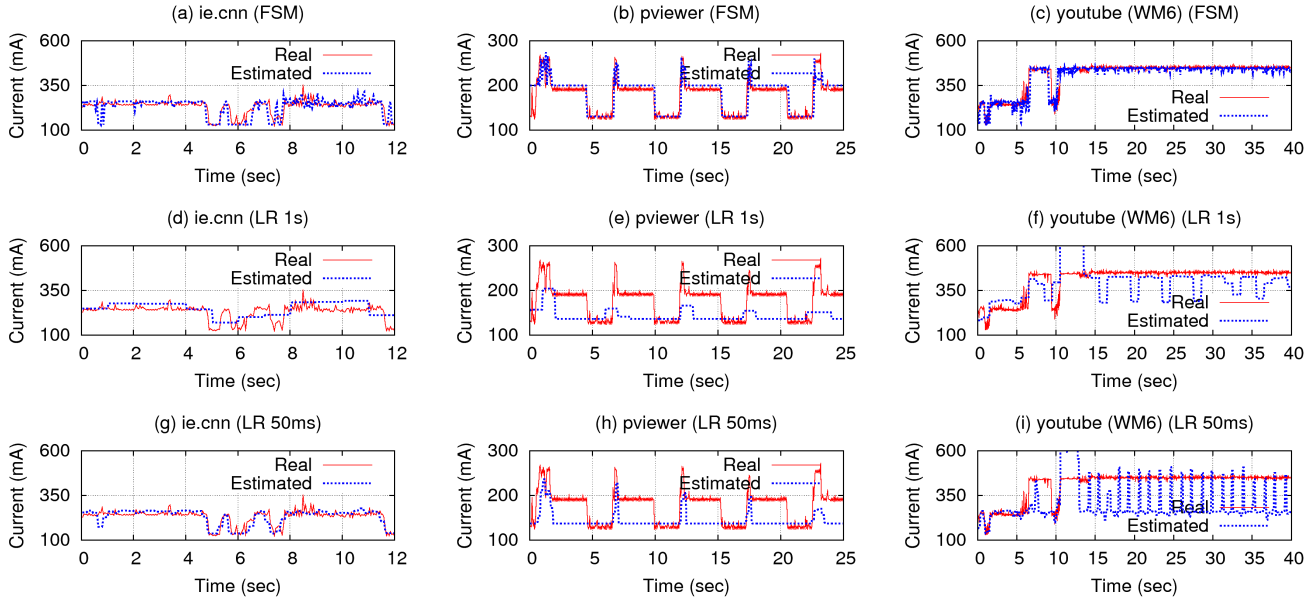 (a) ie.cnn (FSM)
600
350
100
Current (mA)
Real
Estimated
0 2 4 6 8 10 12
Time (sec)
(b) pviewer (FSM)
300
200
100
Current (mA)
Real
Estimated
0 5 10 15 20 25
Time (sec)
(c) youtube (WM6) (FSM)
600
350
100
Current (mA)
Real
Estimated
0 5 10 15 20 25 30 35 40
Time (sec)
(d) ie.cnn (LR 1s)
600
350
100
Current (mA)
Real
Estimated
0 2 4 6 8 10 12
Time (sec)
(e) pviewer (LR 1s)
300
200
100
Current (mA)
Real
Estimated
0 5 10 15 20 25
Time (sec)
(f) youtube (WM6) (LR 1s)
600
350
100
Current (mA)
Real
Estimated
0 5 10 15 20 25 30 35 40
Time (sec)
(g) ie.cnn (LR 50ms)
600
350
100
Current (mA)
Real
Estimated
0 2 4 6 8 10 12
Time (sec)
(h) pviewer (LR 50ms)
300
200
100
Current (mA)
Real
Estimated
0 5 10 15 20 25
Time (sec)
(i) youtube (WM6) (LR 50ms)
600
350
100
Current (mA)
Real
Estimated
0 5 10 15 20 25 30 35 40
Time (sec)